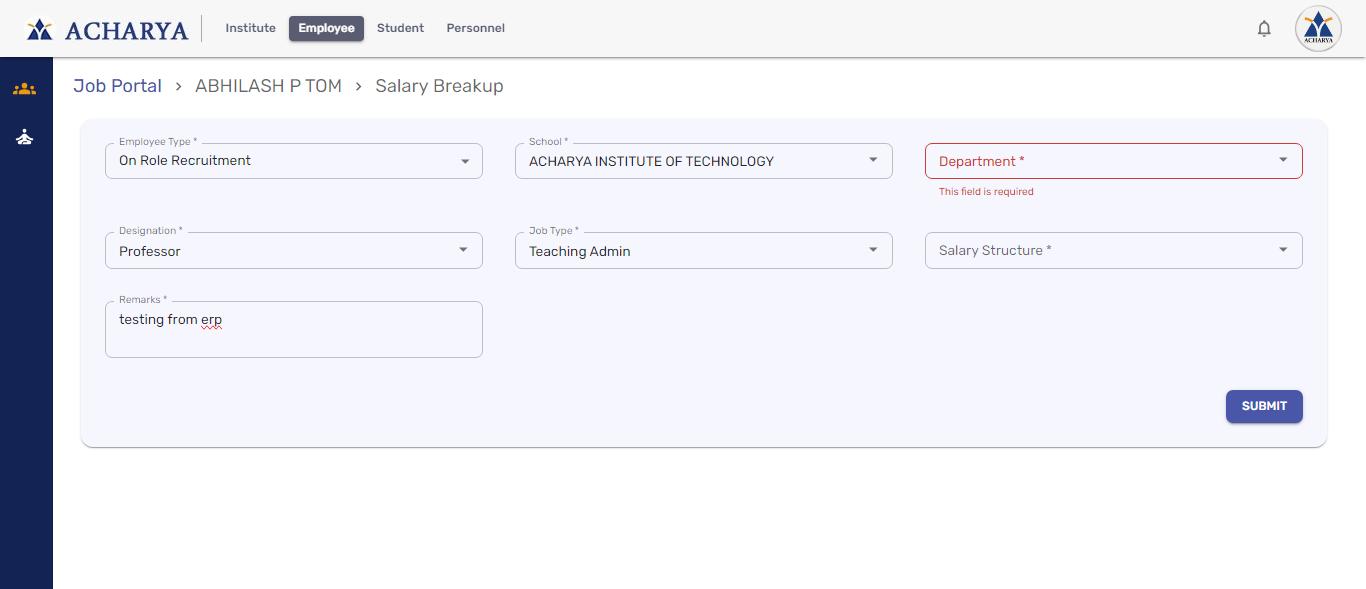 ACHARYA Institute Employee Student Personnel ACHARYA
Job Portal › ABHILASH P TOM › Salary Breakup
Employee Type * School *
On Role Recruitment ACHARYA INSTITUTE OF TECHNOLOGY Department *
This field is required
Designation * Job Type *
Professor Teaching Admin Salary Structure *
Remarks *
testing from erp
SUBMIT